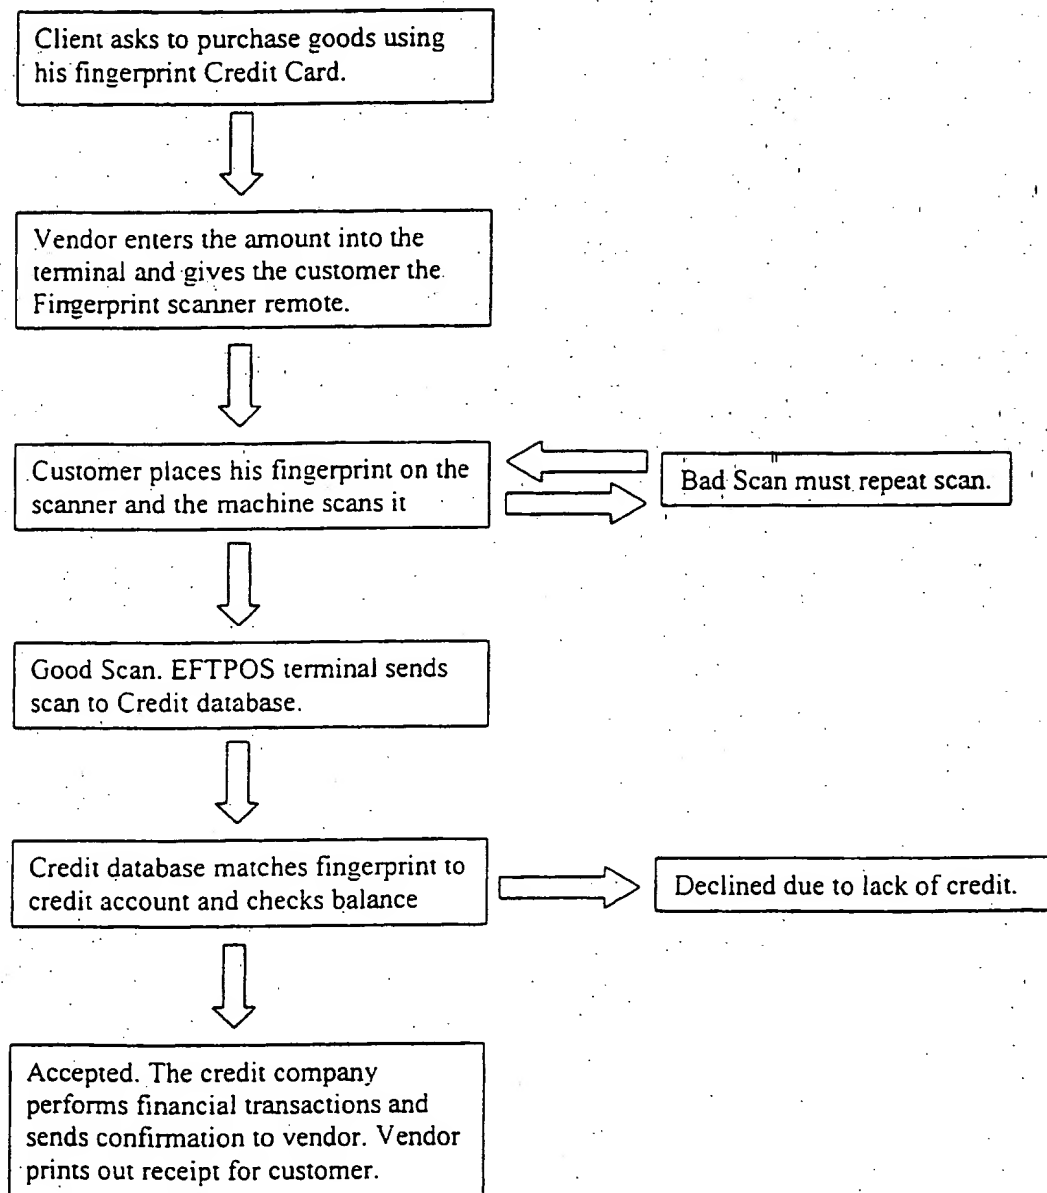 Client asks to purchase goods using
his fingerprint Credit Card.
Vendor enters the amount into the
terminal and gives the customer the
Fingerprint scanner remote.
Customer places his fingerprint on the
scanner and the machine scans it
Bad Scan must repeat scan.
Good Scan. EFTPOS terminal sends
scan to Credit database.
Credit database matches fingerprint to
credit account and checks balance
Declined due to lack of credit.
Accepted. The credit company
performs financial transactions and
sends confirmation to vendor. Vendor
prints out receipt for customer.